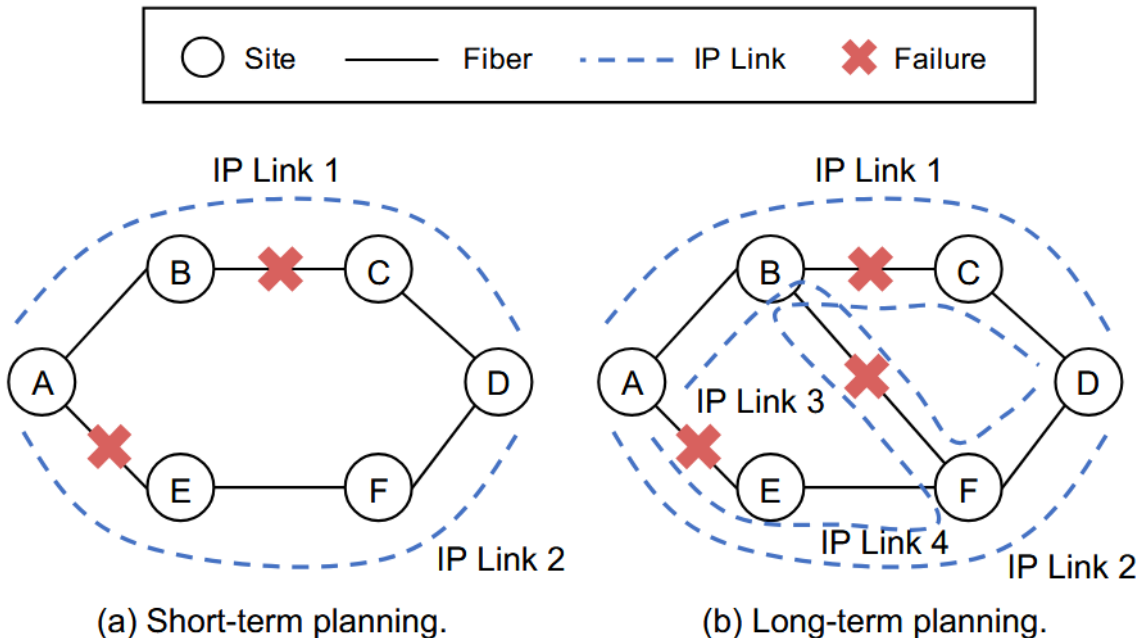 Site Fiber IP Link Failure
IP Link 1
B C
A D
E F
IP Link 2
(a) Short-term planning.
IP Link 1
B C
A D
IP Link 3
E F
IP Link 4
IP Link 2
(b) Long-term planning.